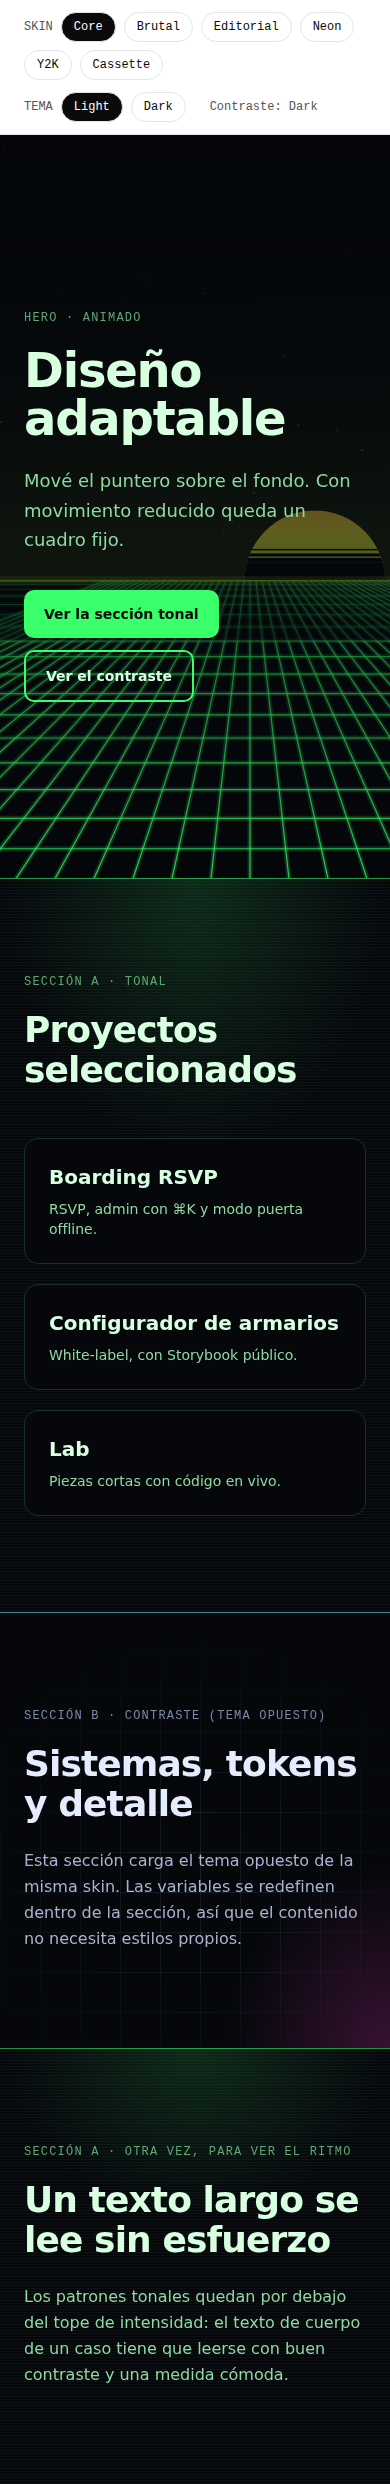 SKIN Core Brutal Editorial Neon
Y2K Cassette
TEMA Light Dark Contraste: Dark
HERO · ANIMADO
Diseño
adaptable
Mové el puntero sobre el fondo. Con
movimiento reducido queda un
cuadro fijo.
Ver la sección tonal
Ver el contraste
SECCIÓN A · TONAL
Proyectos
seleccionados
Boarding RSVP
RSVP, admin con ⌘K y modo puerta
offline.
Configurador de armarios
White-label, con Storybook público.
Lab
Piezas cortas con código en vivo.
SECCIÓN B · CONTRASTE (TEMA OPUESTO)
Sistemas, tokens
y detalle
Esta sección carga el tema opuesto de la
misma skin. Las variables se redefinen
dentro de la sección, así que el contenido
no necesita estilos propios.
SECCIÓN A · OTRA VEZ, PARA VER EL RITMO
Un texto largo se
lee sin esfuerzo
Los patrones tonales quedan por debajo
del tope de intensidad: el texto de cuerpo
de un caso tiene que leerse con buen
contraste y una medida cómoda.